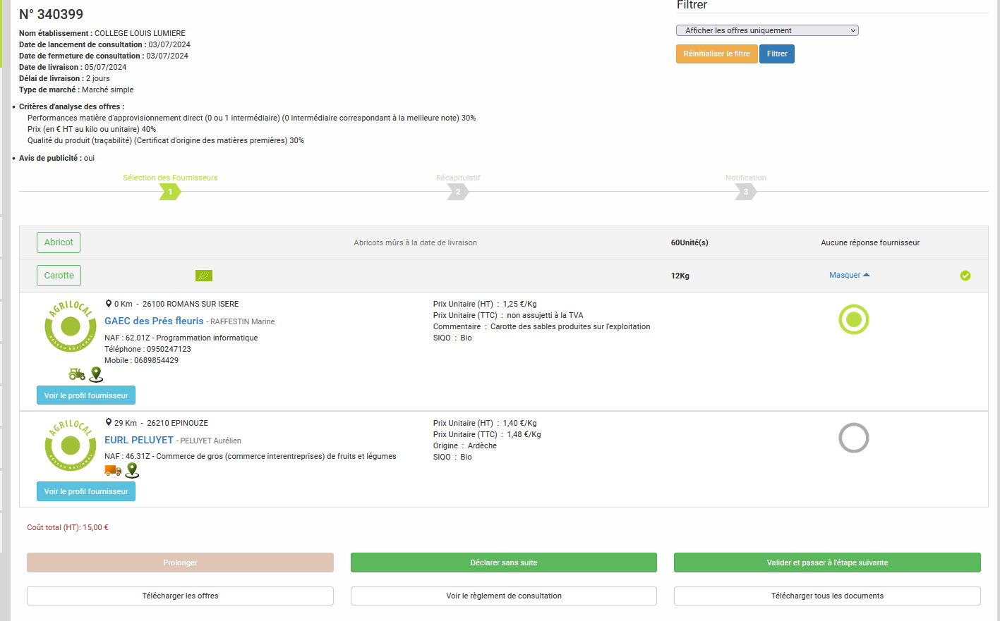 N° 340399
Nom établissement : COLLEGE LOUIS LUMIERE
Date de lancement de consultation : 03/07/2024
Date de fermeture de consultation : 03/07/2024
Date de livraison : 05/07/2024
Délai de livraison : 2 jours
Type de marché : Marché simple
Filtrer
Afficher les offres uniquement
Réinitialiser le filtre
Filtrer
Critères d'analyse des offres :
Performances matière d'approvisionnement direct (0 ou 1 intermédiaire) (0 intermédiaire correspondant à la meilleure note) 30%
Prix (en € HT au kilo ou unitaire) 40%
Qualité du produit (traçabilité) (Certificat d'origine des matières premières) 30%
Avis de publicité : oui
Sélection des Fournisseurs
1
Récapitulatif
2
Notification
3
Abricot
Abricots mûrs à la date de livraison
60Unité(s)
Aucune réponse fournisseur
Carotte
12Kg
Masquer
AGRILOCAL
RESEAU NATIONAL
0 Km - 26100 ROMANS SUR ISERE
GAEC des Prés fleuris - RAFFESTIN Marine
NAF : 62.01Z - Programmation informatique
Téléphone : 0950247123
Mobile : 0689854429
Voir le profil fournisseur
Prix Unitaire (HT) : 1,25 €/Kg
Prix Unitaire (TTC) : non assujetti à la TVA
Commentaire : Carotte des sables produites sur l'exploitation
SIQO : Bio
AGRILOCAL
RESEAU NATIONAL
29 Km - 26210 EPINOUZE
EURL PELUYET - PELUYET Aurélien
NAF : 46.31Z - Commerce de gros (commerce interentreprises) de fruits et légumes
Voir le profil fournisseur
Prix Unitaire (HT) : 1,40 €/Kg
Prix Unitaire (TTC) : 1,48 €/Kg
Origine : Ardèche
SIQO : Bio
Coût total (HT): 15,00 €
Prolonger
Déclarer sans suite
Valider et passer à l'étape suivante
Télécharger les offres
Voir le règlement de consultation
Télécharger tous les documents